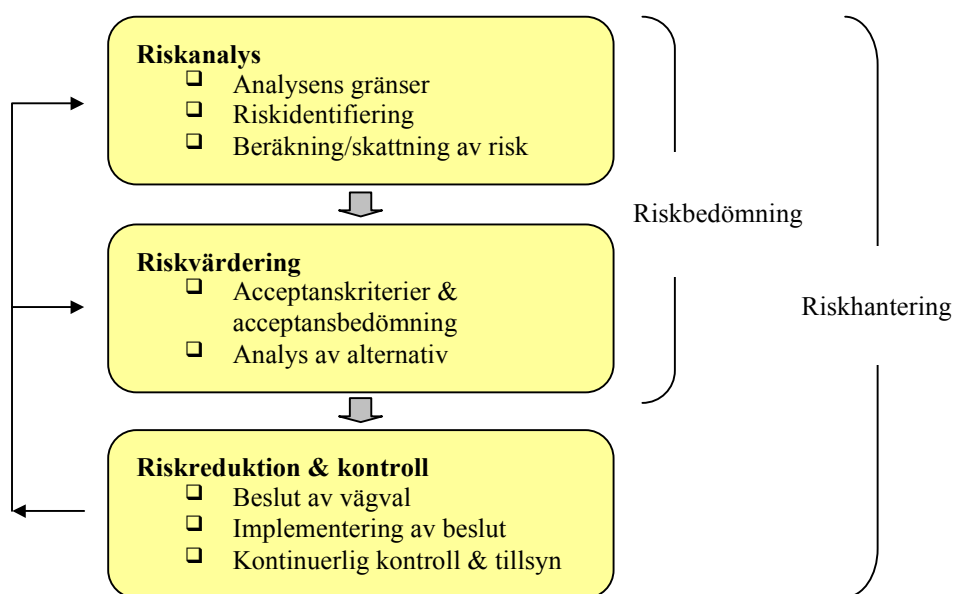 Riskanalys
❑ Analysens gränser
❑ Riskidentifiering
❑ Beräkning/skattning av risk
Riskbedömning
Riskvärdering
❑ Acceptanskriterier &
acceptansbedömning
❑ Analys av alternativ
Riskhantering
Riskreduktion & kontroll
❑ Beslut av vägval
❑ Implementering av beslut
❑ Kontinuerlig kontroll & tillsyn